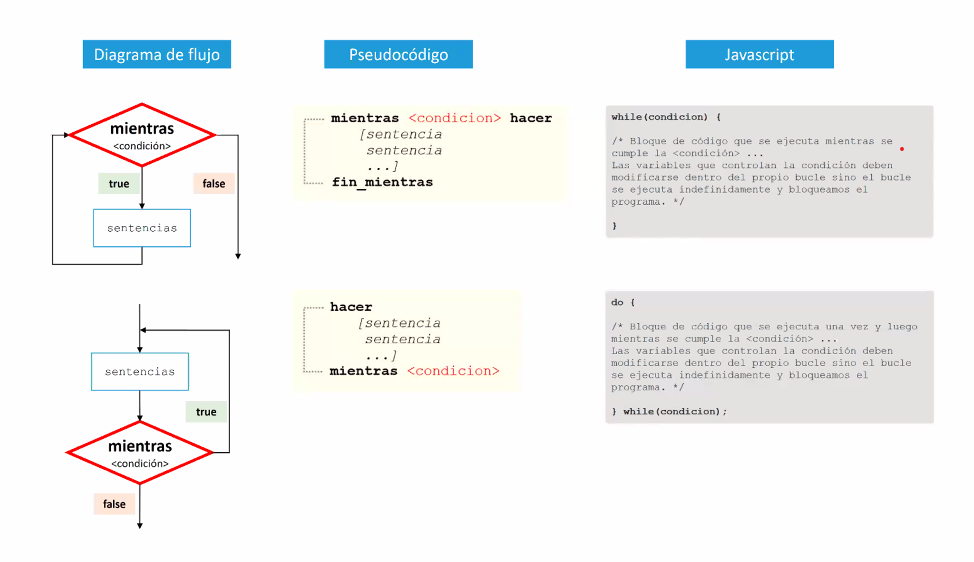 Diagrama de flujo
Pseudocódigo
Javascript
mientras
<condición>
true
false
sentencias
mientras <condicion> hacer
[sentencia
sentencia
...]
fin_mientras
while(condicion) {
/* Bloque de código que se ejecuta mientras se
cumple la <condición> ...
Las variables que controlan la condición deben
modificarse dentro del propio bucle sino el bucle
se ejecuta indefinidamente y bloqueamos el
programa. */
}
sentencias
true
mientras
<condición>
false
hacer
[sentencia
sentencia
...]
mientras <condicion>
do {
/* Bloque de código que se ejecuta una vez y luego
mientras se cumple la <condición> ...
Las variables que controlan la condición deben
modificarse dentro del propio bucle sino el bucle
se ejecuta indefinidamente y bloqueamos el
programa. */
} while(condicion);